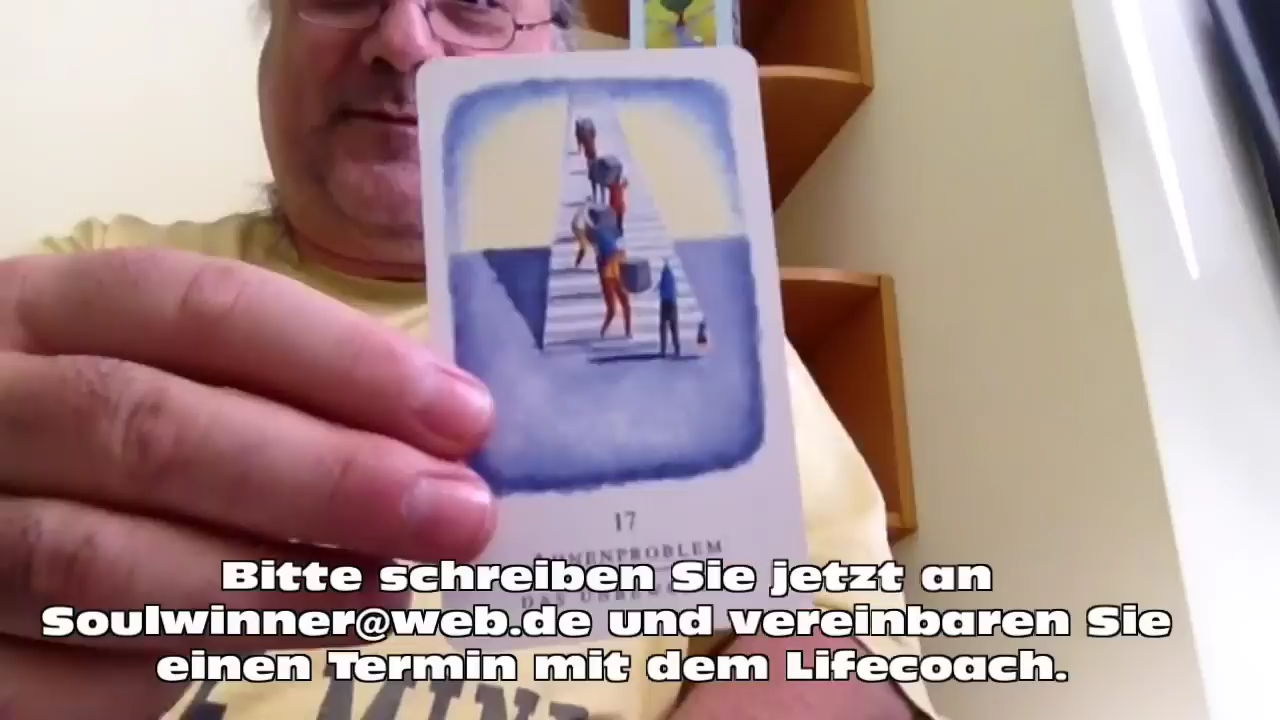 17
Bitte schreiben Sie jetzt an
Soulwinner@web.de und vereinbaren Sie
einen Termin mit dem Lifecoach.